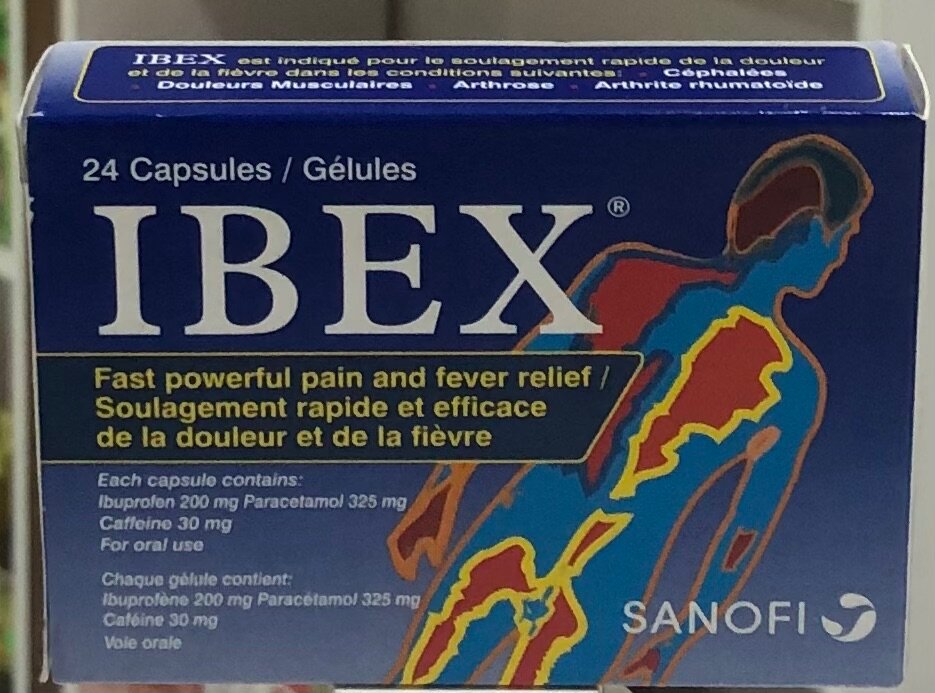 IBEX est indiqué pour le soulagement rapide de la douleur
et de la fièvre dans les conditions suivantes: • Céphalées
• Douleurs Musculaires • Arthrose • Arthrite rhumatoïde
24 Capsules / Gélules
IBEX®
Fast powerful pain and fever relief /
Soulagement rapide et efficace
de la douleur et de la fièvre
Each capsule contains:
Ibuprofen 200 mg Paracetamol 325 mg
Caffeine 30 mg
For oral use
Chaque gélule contient:
Ibuprofène 200 mg Paracétamol 325 mg
Caféine 30 mg
Voie orale
SANOFI